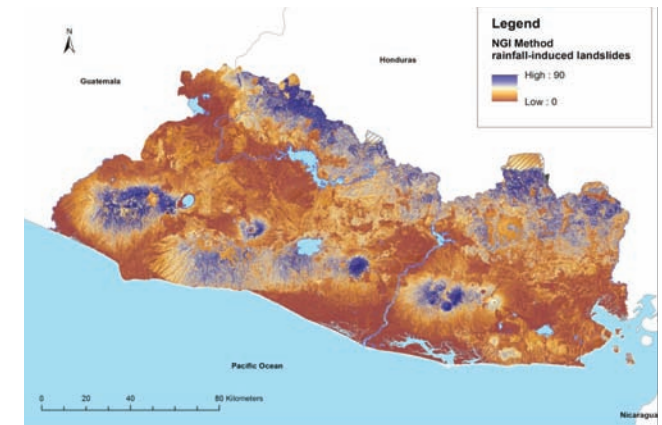 Legend
NGI Method
rainfall-induced landslides
High : 90
Low : 0
N
Honduras
Guatemala
Pacific Ocean
0 20 40 80 Kilometers
Nicaragua